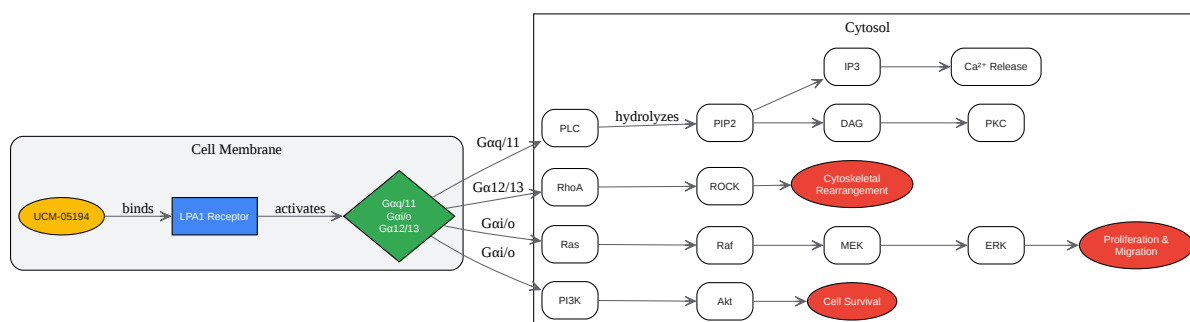 Cytosol
IP3
Ca²⁺ Release
PLC
hydrolyzes
PIP2
DAG
PKC
Cell Membrane
Gαq/11
Gα12/13
Gαi/o
Gαi/o
UCM-05194
binds
LPA1 Receptor
activates
Gαq/11
Gαi/o
Gα12/13
RhoA
ROCK
Cytoskeletal
Rearrangement
Ras
Raf
MEK
ERK
Proliferation &
Migration
PI3K
Akt
Cell Survival